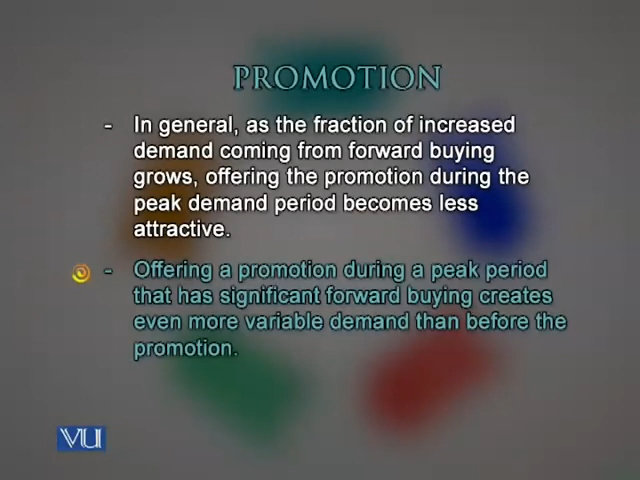 PROMOTION
- In general, as the fraction of increased
demand coming from forward buying
grows, offering the promotion during the
peak demand period becomes less
attractive.
- Offering a promotion during a peak period
that has significant forward buying creates
even more variable demand than before the
promotion.
VU